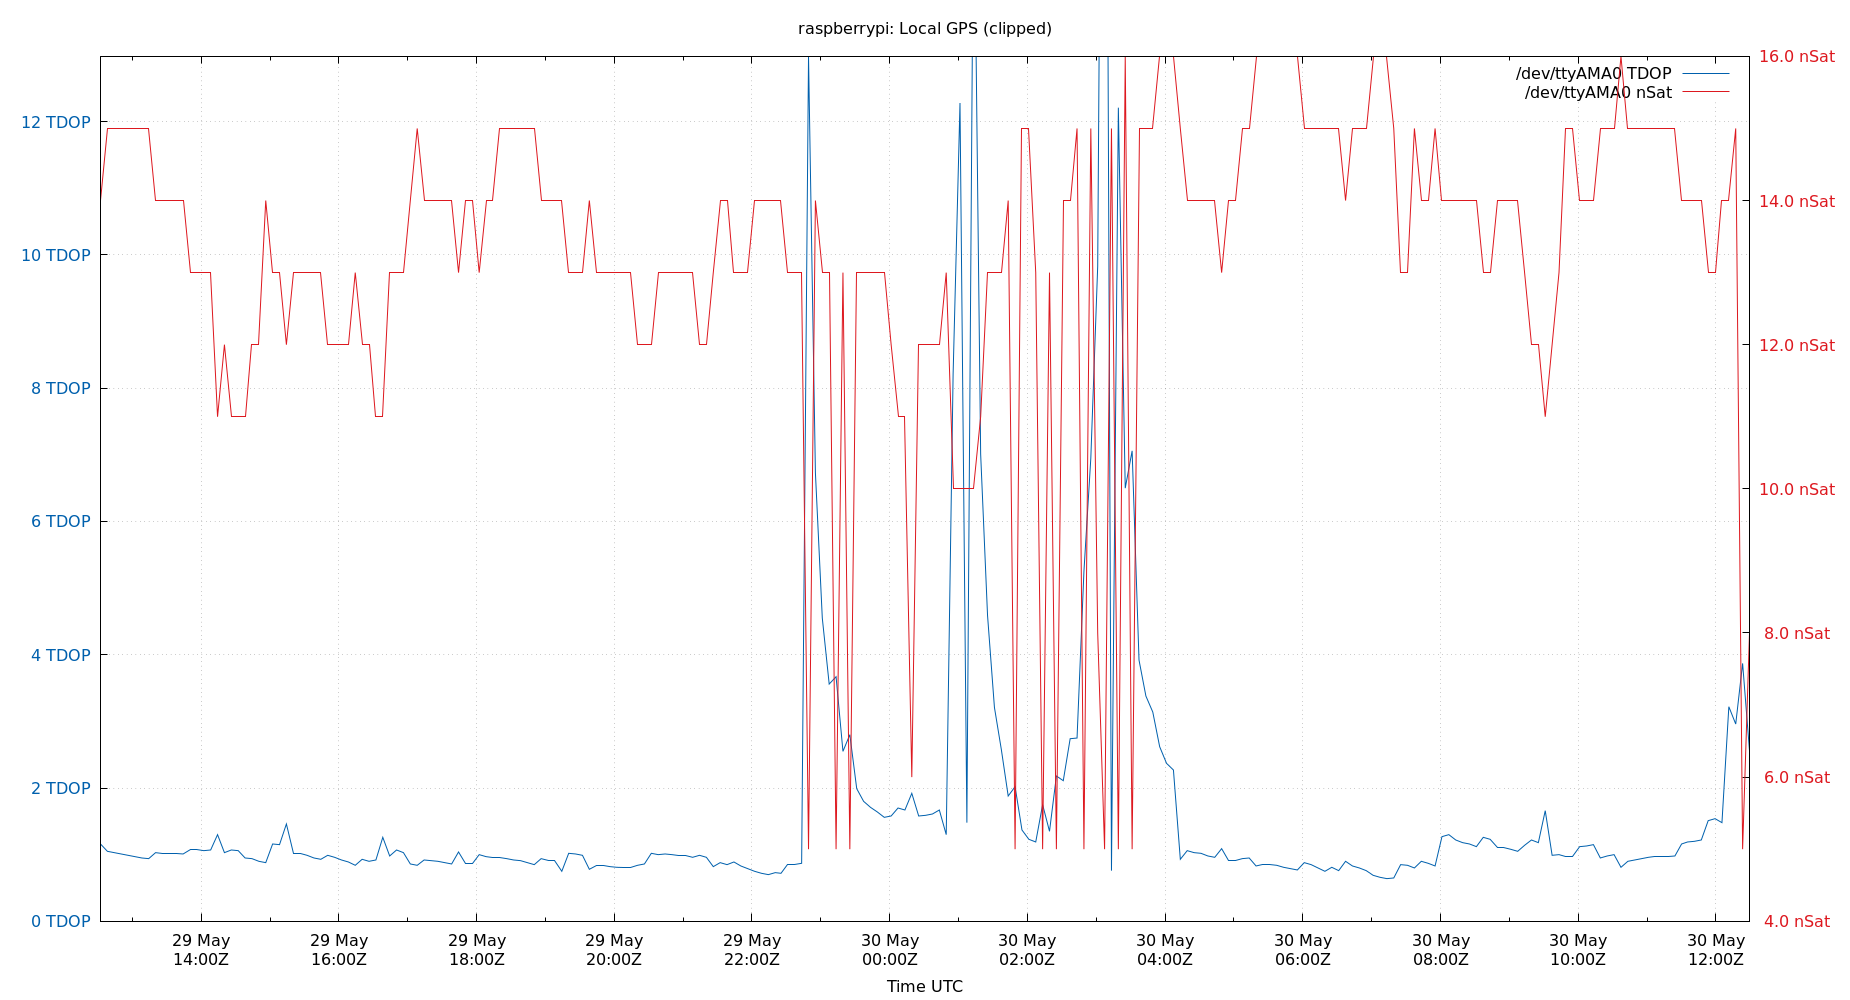 raspberrypi: Local GPS (clipped)
16.0 nSat
/dev/ttyAMA0 TDOP
/dev/ttyAMA0 nSat
12 TDOP
14.0 nSat
10 TDOP
12.0 nSat
8 TDOP
10.0 nSat
6 TDOP
8.0 nSat
4 TDOP
6.0 nSat
2 TDOP
0 TDOP
4.0 nSat
29 May 29 May 29 May 29 May 29 May 30 May 30 May 30 May 30 May 30 May 30 May 30 May
14:00Z 16:00Z 18:00Z 20:00Z 22:00Z 00:00Z 02:00Z 04:00Z 06:00Z 08:00Z 10:00Z 12:00Z
Time UTC